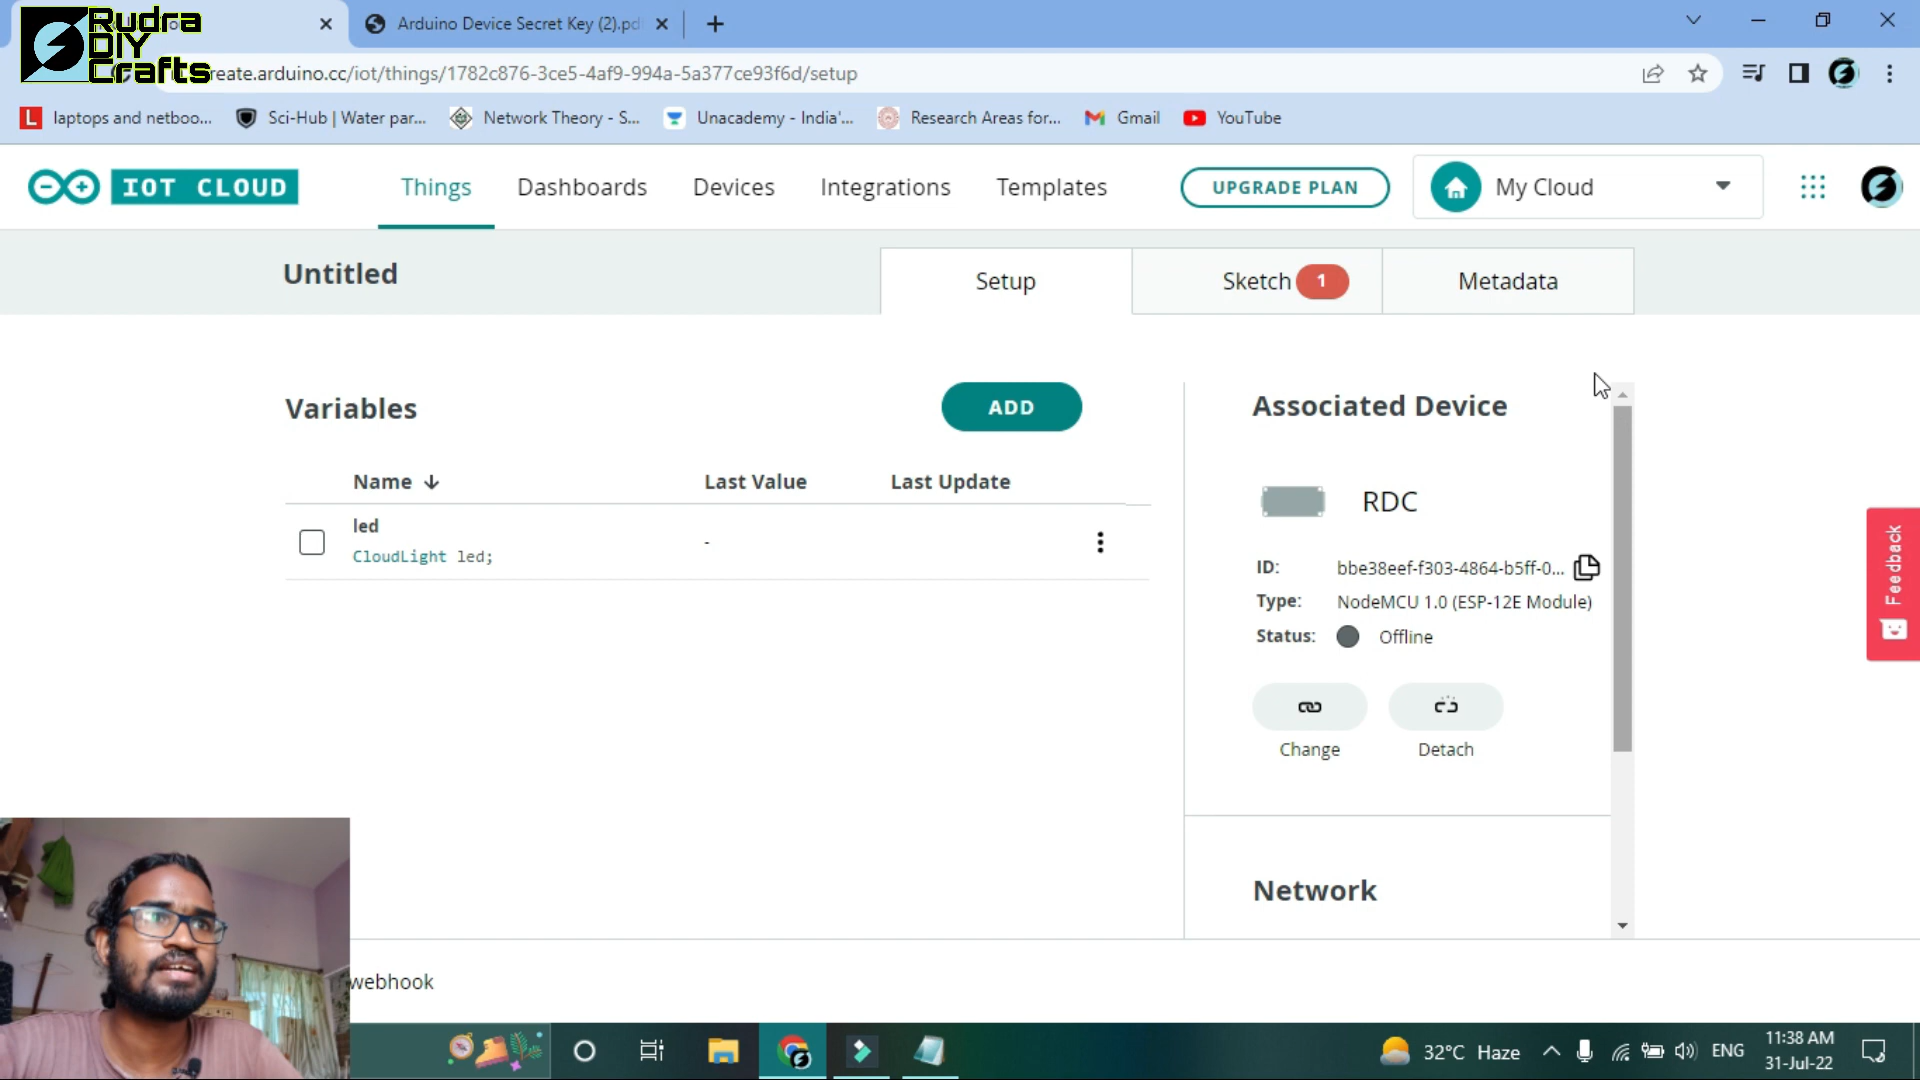 Rudra
DIY
Crafts
Arduino Device Secret Key (2).pd
reate.arduino.cc/iot/things/1782c876-3ce5-4af9-994a-5a377ce93f6d/setup
laptops and netboo...
Sci-Hub | Water par...
Network Theory - S...
Unacademy - India'...
Research Areas for...
Gmail
YouTube
IOT CLOUD
Things
Dashboards
Devices
Integrations
Templates
UPGRADE PLAN
My Cloud
Untitled
Setup
Sketch 1
Metadata
Variables
ADD
Associated Device
Name
Last Value
Last Update
led
CloudLight led;
-
RDC
ID: bbe38eef-f303-4864-b5ff-0...
Type: NodeMCU 1.0 (ESP-12E Module)
Status: Offline
Change
Detach
Feedback
Network
webhook
32°C Haze
ENG
11:38 AM
31-Jul-22